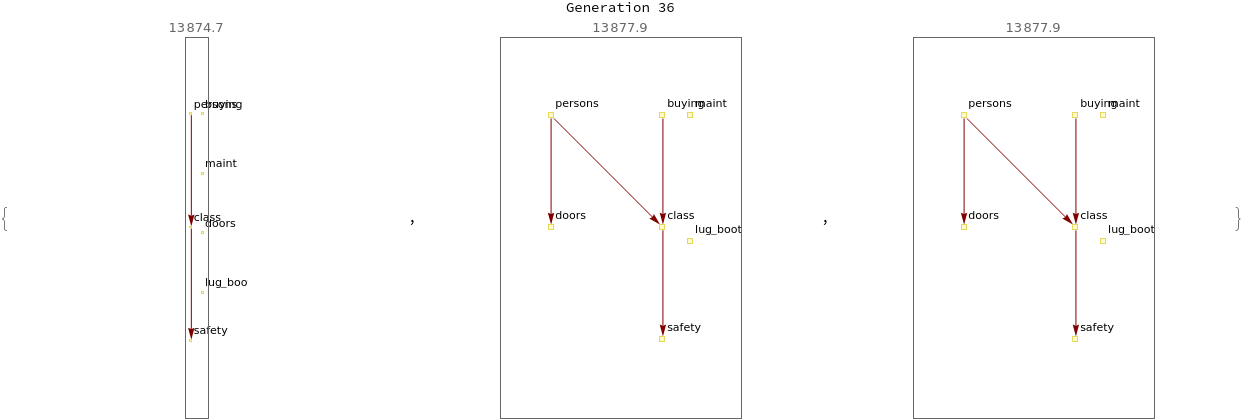 Generation 36
13874.7
persons
buying
maint
class
doors
lug_boo
safety
,
13877.9
persons
buying
maint
doors
class
lug_boot
safety
,
13877.9
persons
buying
maint
doors
class
lug_boot
safety